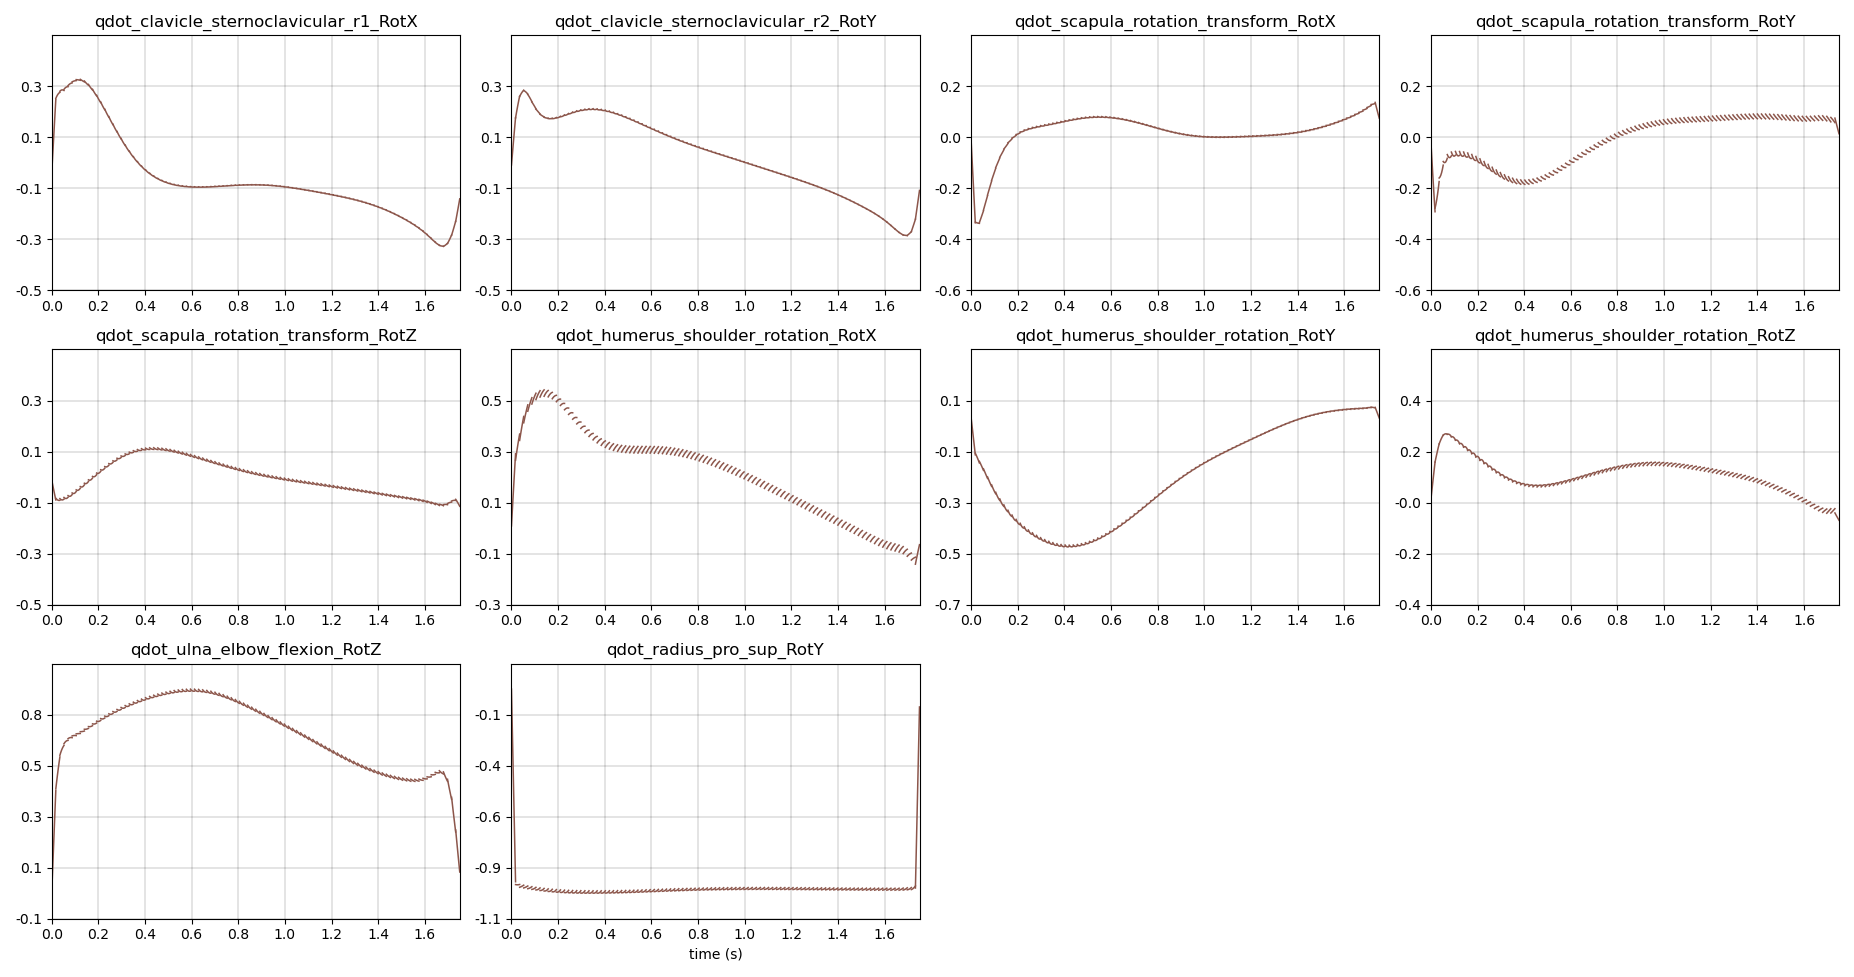 qdot_clavicle_sternoclavicular_r1_RotX
0.3
0.1
-0.1
-0.3
-0.5
0.0 0.2 0.4 0.6 0.8 1.0 1.2 1.4 1.6
qdot_clavicle_sternoclavicular_r2_RotY
0.3
0.1
-0.1
-0.3
-0.5
0.0 0.2 0.4 0.6 0.8 1.0 1.2 1.4 1.6
qdot_scapula_rotation_transform_RotX
0.2
0.0
-0.2
-0.4
-0.6
0.0 0.2 0.4 0.6 0.8 1.0 1.2 1.4 1.6
qdot_scapula_rotation_transform_RotY
0.2
0.0
-0.2
-0.4
-0.6
0.0 0.2 0.4 0.6 0.8 1.0 1.2 1.4 1.6
qdot_scapula_rotation_transform_RotZ
0.3
0.1
-0.1
-0.3
-0.5
0.0 0.2 0.4 0.6 0.8 1.0 1.2 1.4 1.6
qdot_humerus_shoulder_rotation_RotX
0.5
0.3
0.1
-0.1
-0.3
0.0 0.2 0.4 0.6 0.8 1.0 1.2 1.4 1.6
qdot_humerus_shoulder_rotation_RotY
0.1
-0.1
-0.3
-0.5
-0.7
0.0 0.2 0.4 0.6 0.8 1.0 1.2 1.4 1.6
qdot_humerus_shoulder_rotation_RotZ
0.4
0.2
-0.0
-0.2
-0.4
0.0 0.2 0.4 0.6 0.8 1.0 1.2 1.4 1.6
qdot_ulna_elbow_flexion_RotZ
0.8
0.5
0.3
0.1
-0.1
0.0 0.2 0.4 0.6 0.8 1.0 1.2 1.4 1.6
qdot_radius_pro_sup_RotY
-0.1
-0.4
-0.6
-0.9
-1.1
0.0 0.2 0.4 0.6 0.8 1.0 1.2 1.4 1.6
time (s)